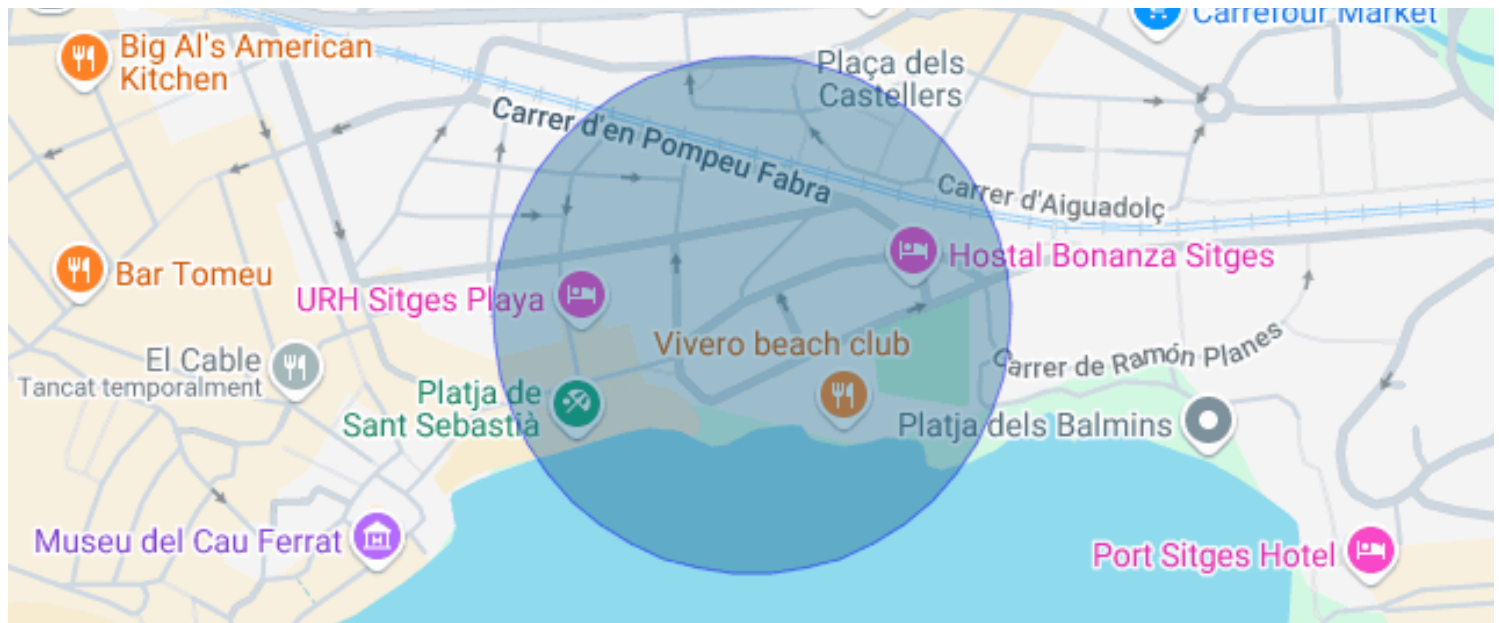 Carrefour Market
Big Al's American
Kitchen
Plaça dels
Castellers
Carrer d'en Pompeu Fabra
Carrer d'Aiguadolç
Bar Tomeu
Hostal Bonanza Sitges
URH Sitges Playa
Vivero beach club
El Cable
Tancat temporalment
Carrer de Ramón Planes
Platja de
Sant Sebastià
Platja dels Balmins
Museu del Cau Ferrat
Port Sitges Hotel